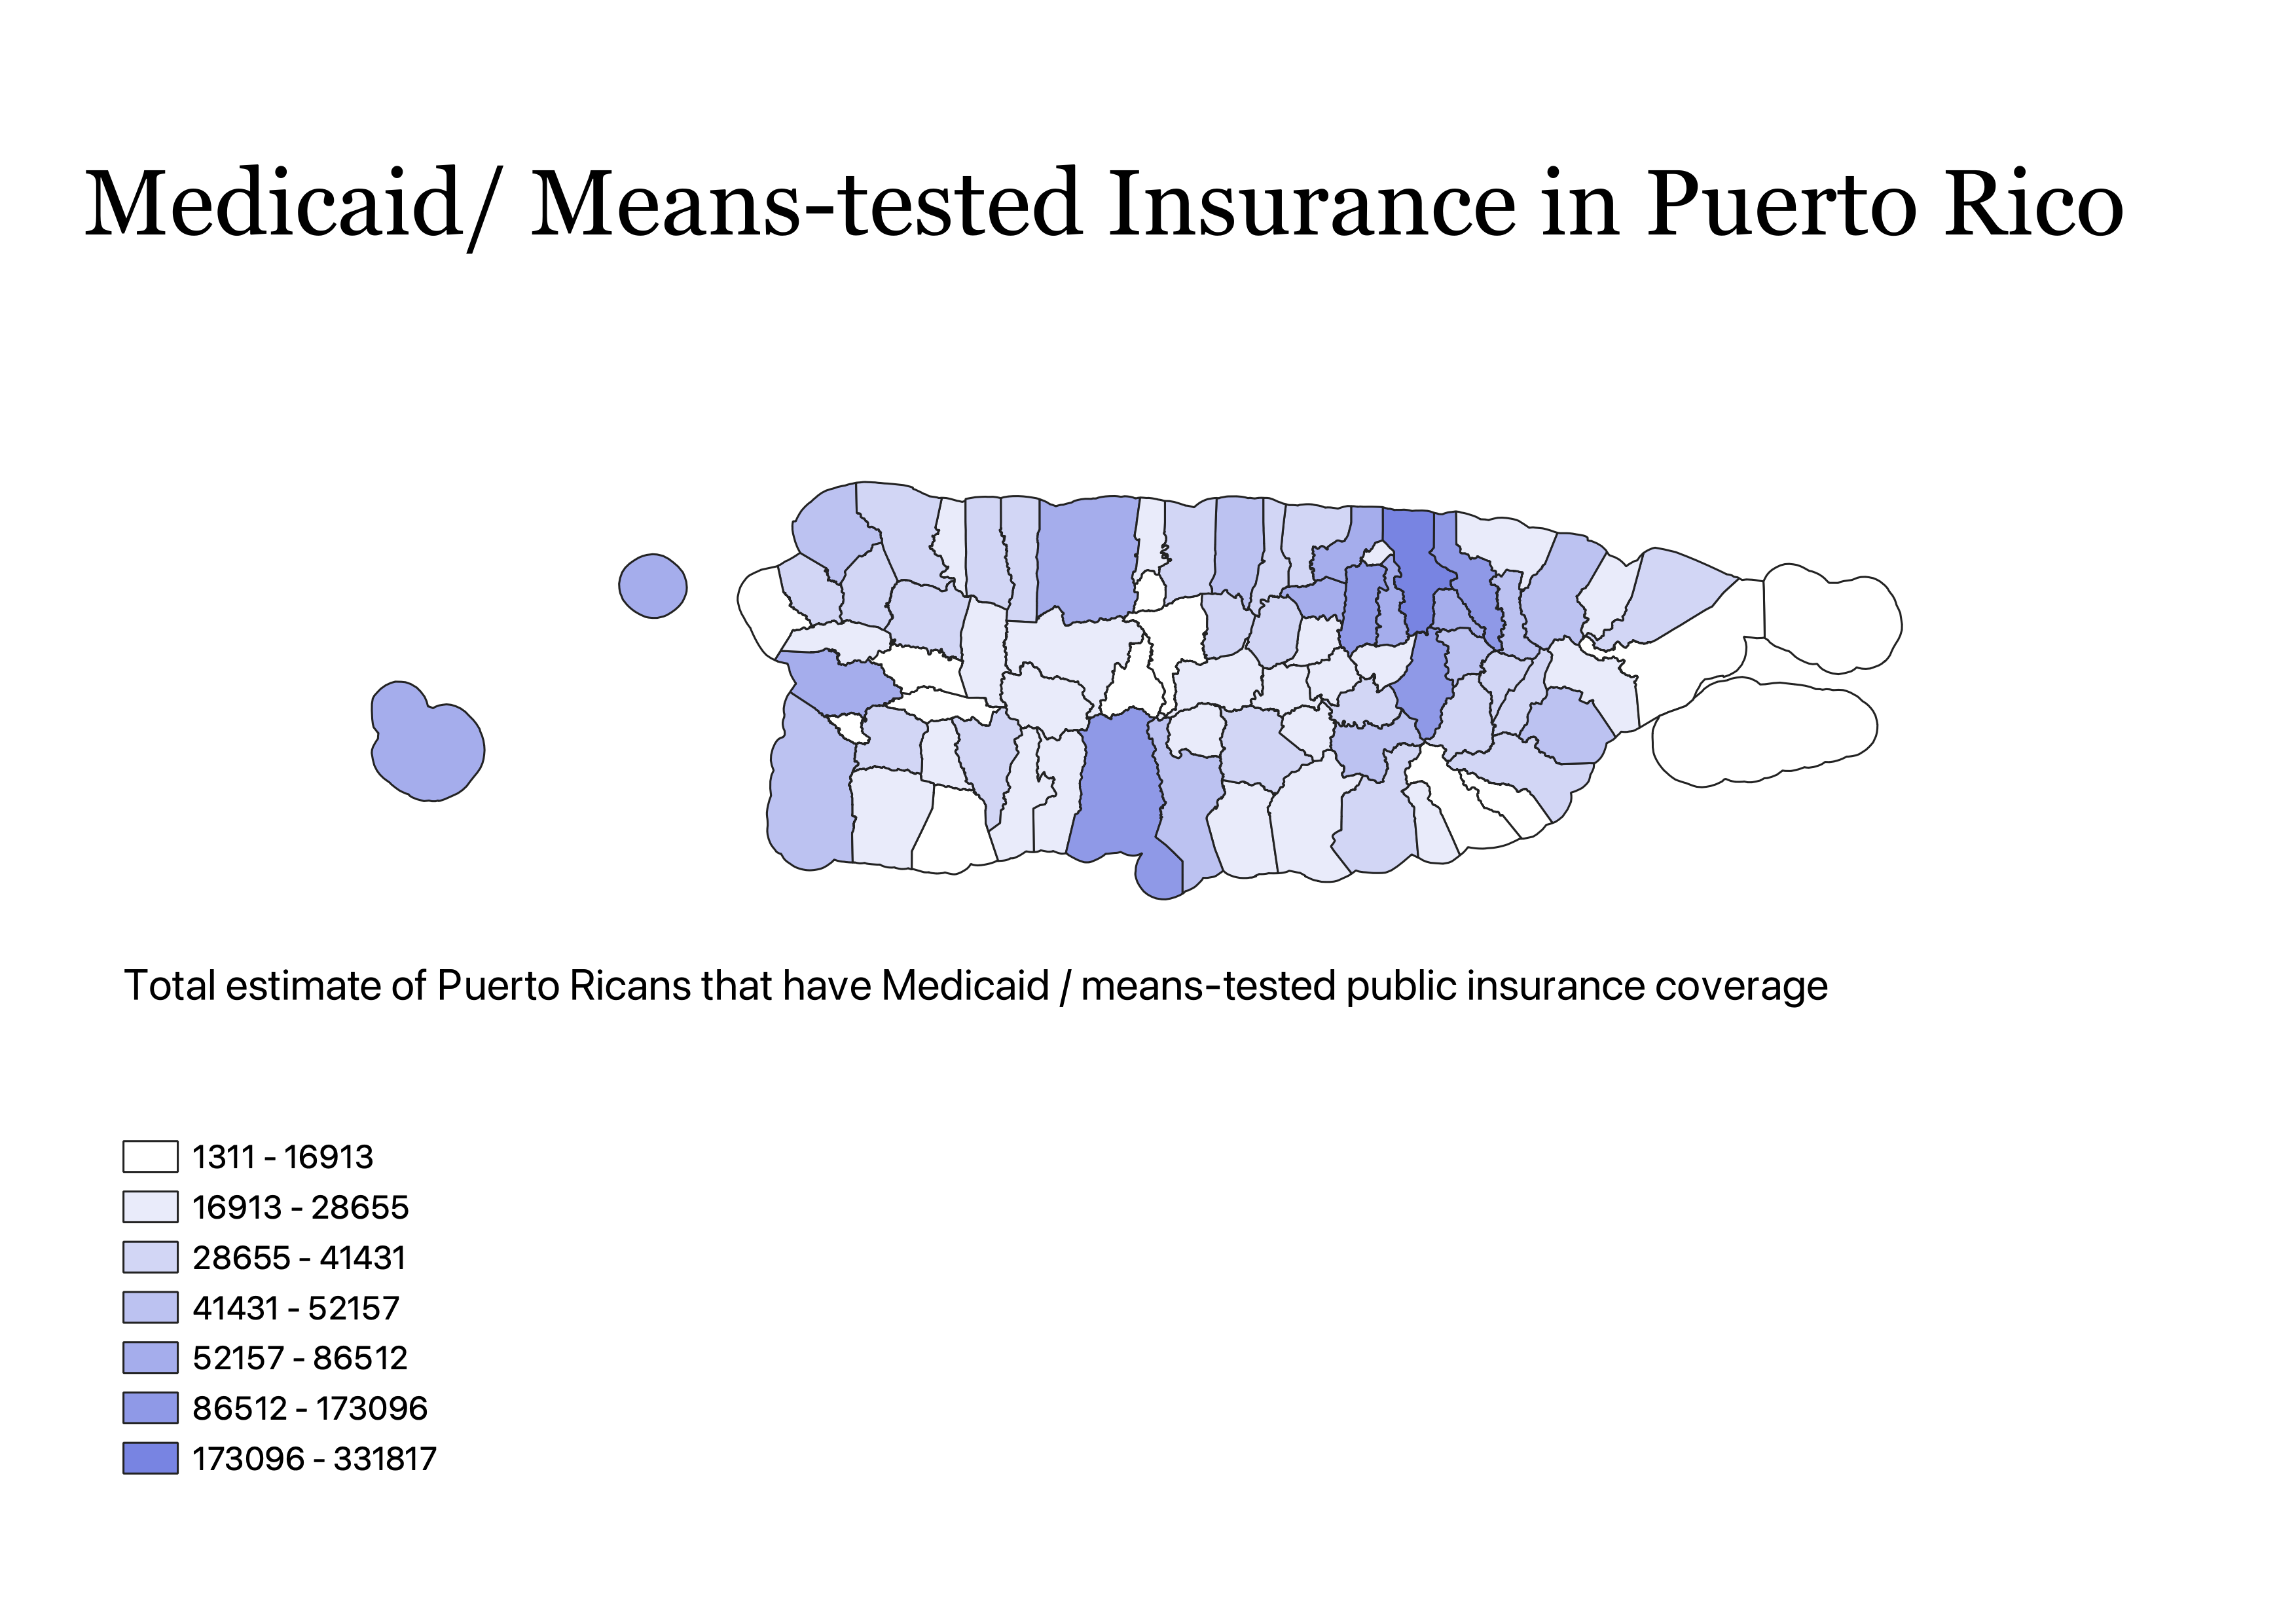 Medicaid/ Means-tested Insurance in Puerto Rico
Total estimate of Puerto Ricans that have Medicaid / means-tested public insurance coverage
1311 - 16913
16913 - 28655
28655 - 41431
41431 - 52157
52157 - 86512
86512 - 173096
173096 - 331817